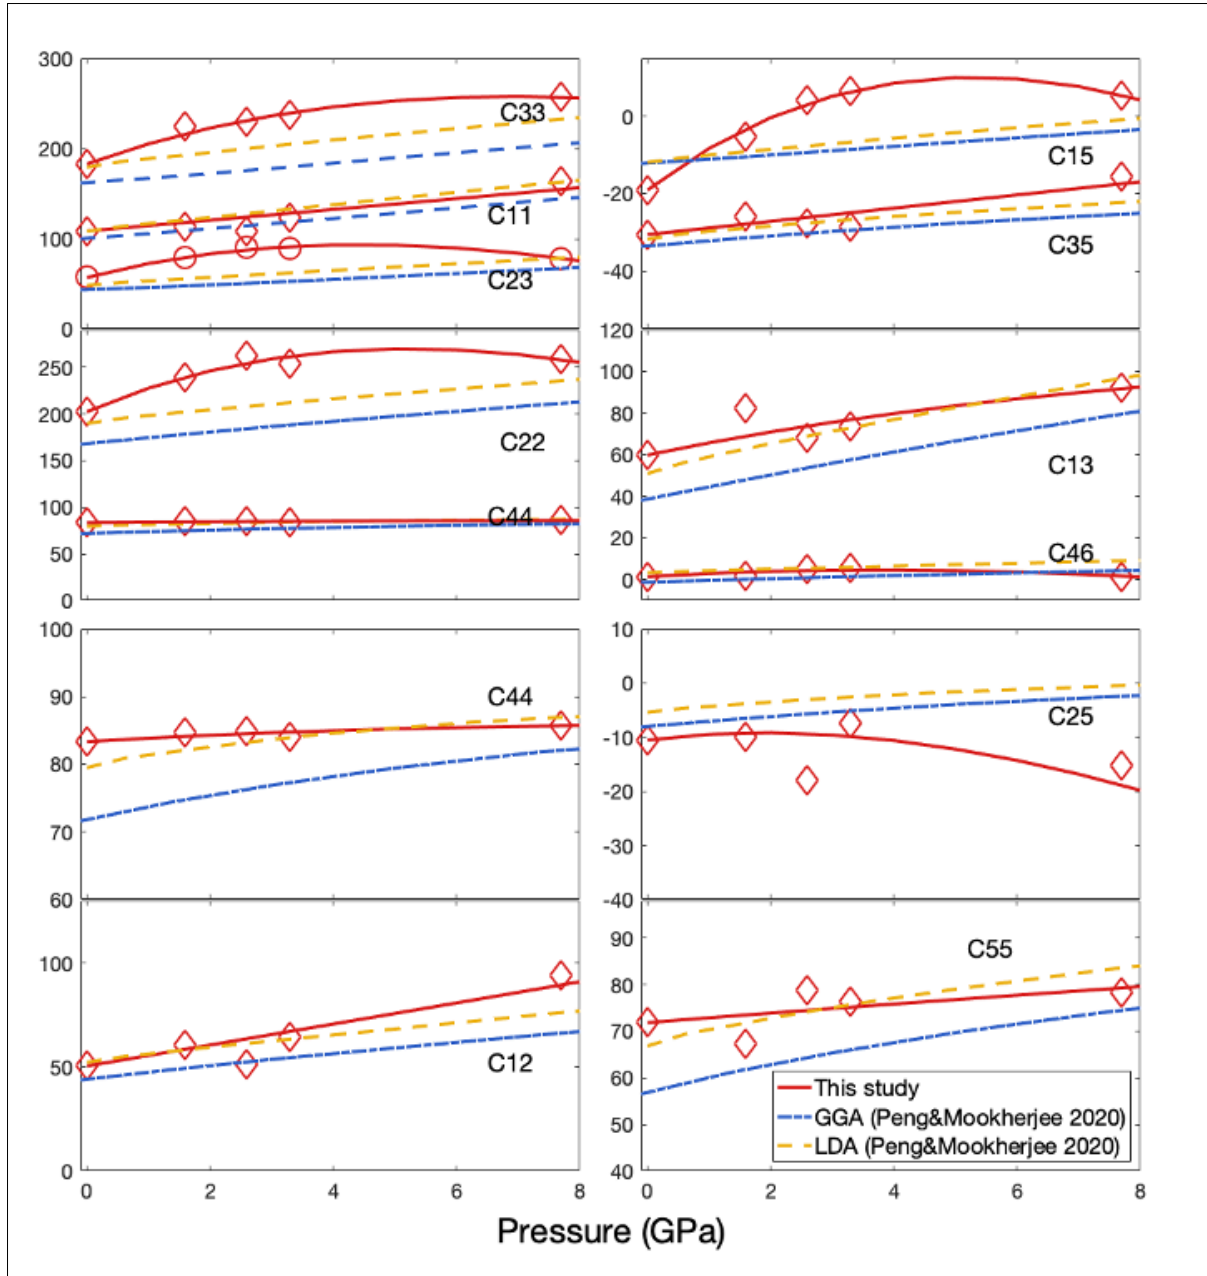 300
200
100
0
C33
C11
C23
0
-20
-40
C15
C35
250
200
150
100
50
0
C22
C44
120
100
80
60
40
20
0
C13
C46
100
90
80
70
60
C44
10
0
-10
-20
-30
-40
C25
100
50
0
C12
0 2 4 6 8
90
80
70
60
50
40
C55
This study
GGA (Peng&Mookherjee 2020)
LDA (Peng&Mookherjee 2020)
0 2 4 6 8
Pressure (GPa)